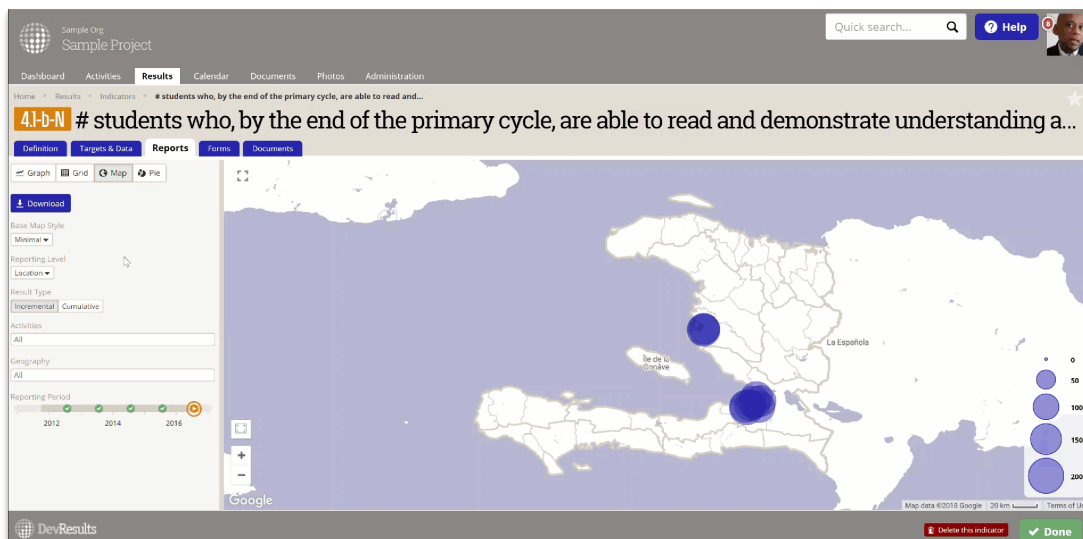 Sample Org
Sample Project
Quick search...
Help
8
Dashboard Activities Results Calendar Documents Photos Administration
Home Results Indicators # students who, by the end of the primary cycle, are able to read and...
4.1-b-N # students who, by the end of the primary cycle, are able to read and demonstrate understanding a...
Definition Targets & Data Reports Forms Documents
Graph Grid Map Pie
Download
Base Map Style
Minimal
Reporting Level
Location
Result Type
Incremental Cumulative
Activities
All
Geography
All
Reporting Period
2012 2014 2016
La Española
Île de la
Gonâve
0
50
100
150
200
+
−
Google
Map data ©2018 Google 20 km Terms of Us
DevResults
Delete this indicator
Done